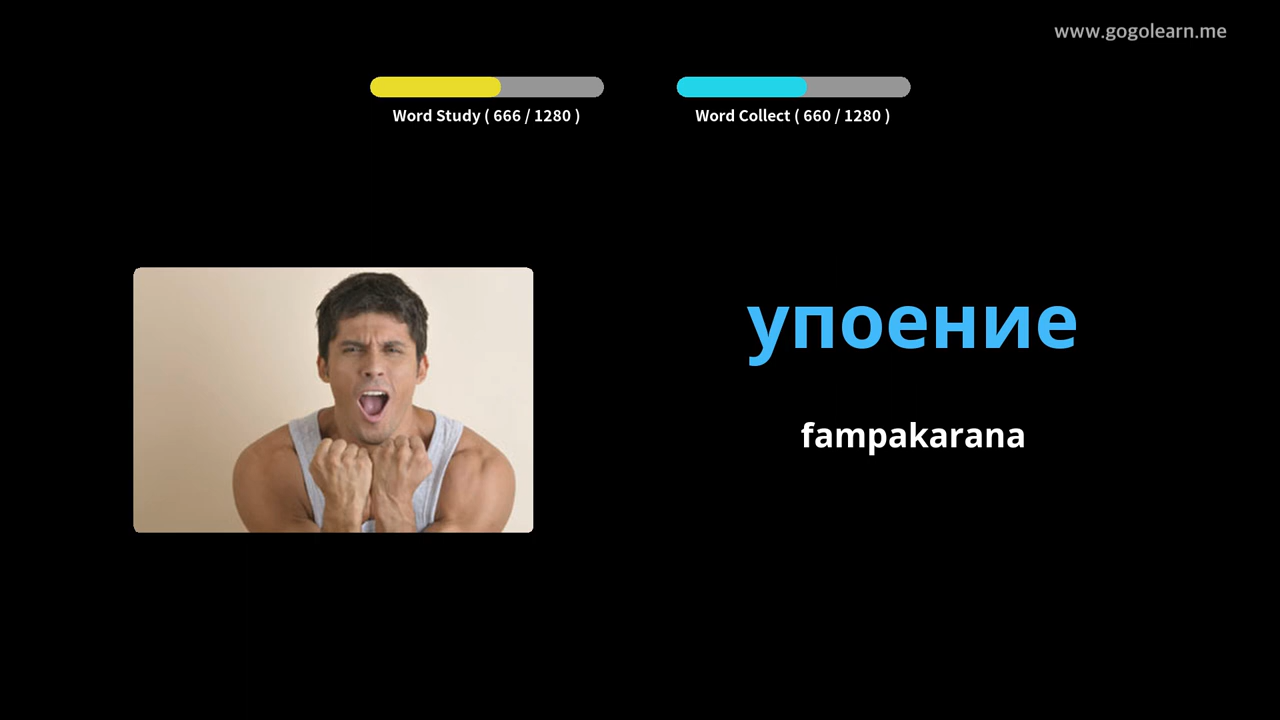 www.gogolearn.me
Word Study ( 666 / 1280 )
Word Collect ( 660 / 1280 )
упоение
fampakarana